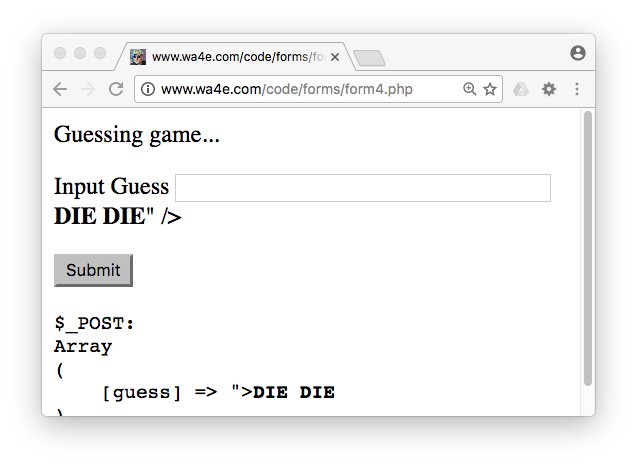 www.wa4e.com/code/forms/fo
www.wa4e.com/code/forms/form4.php
Guessing game...
Input Guess
DIE DIE" />
Submit
$_POST:
Array
(
[guess] => ">DIE DIE
)